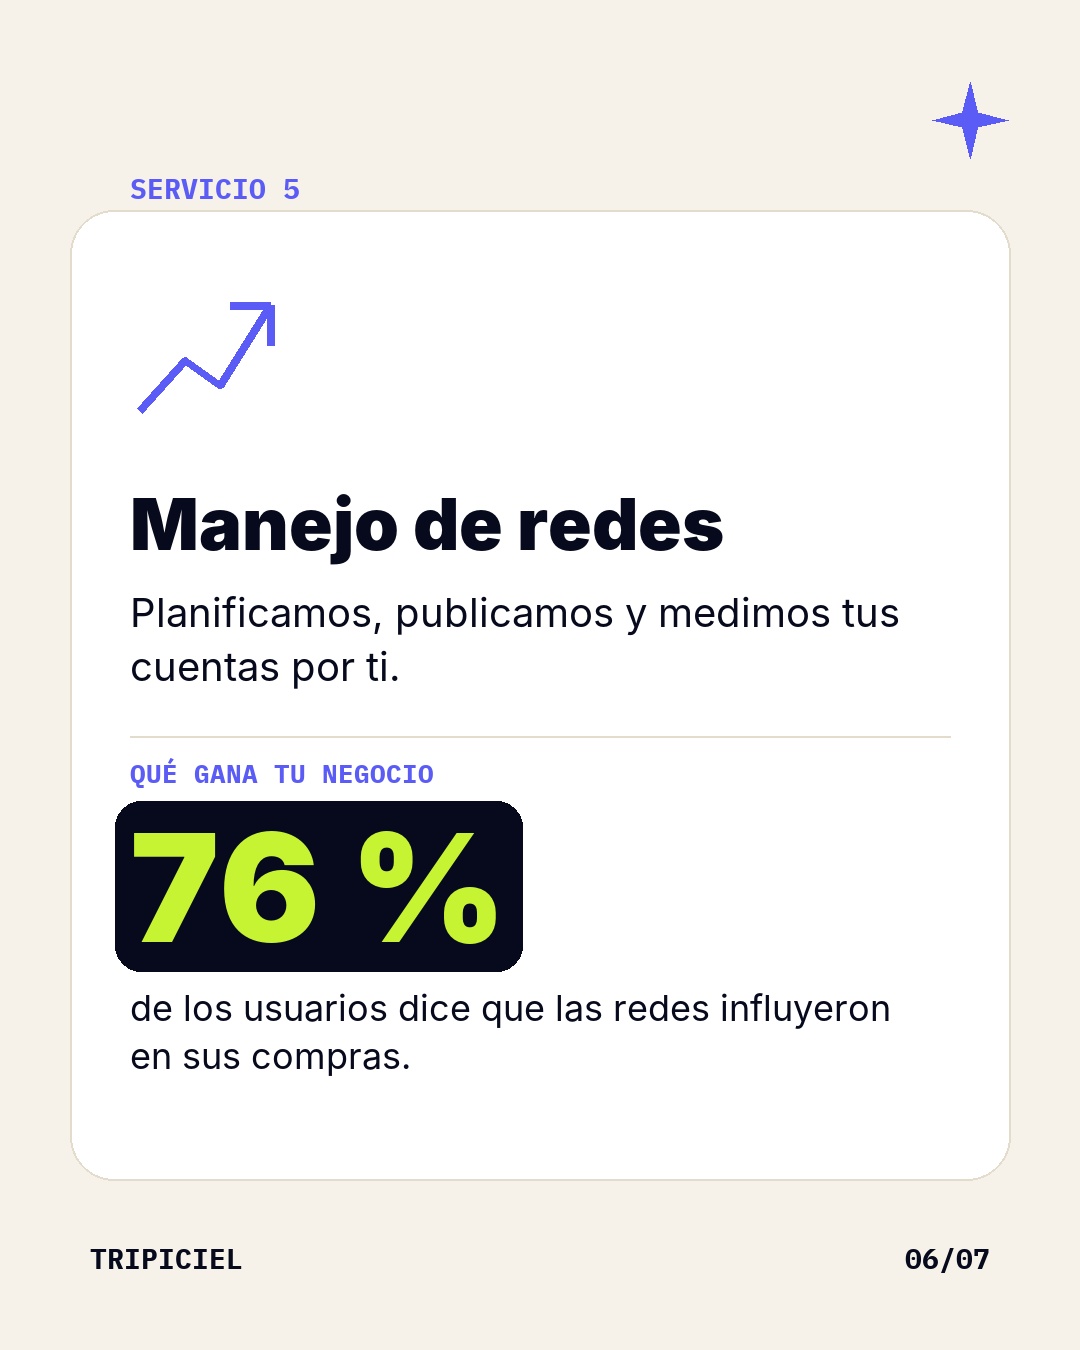 SERVICIO 5
Manejo de redes
Planificamos, publicamos y medimos tus
cuentas por ti.
QUÉ GANA TU NEGOCIO
76 %
de los usuarios dice que las redes influyeron
en sus compras.
TRIPICIEL
06/07